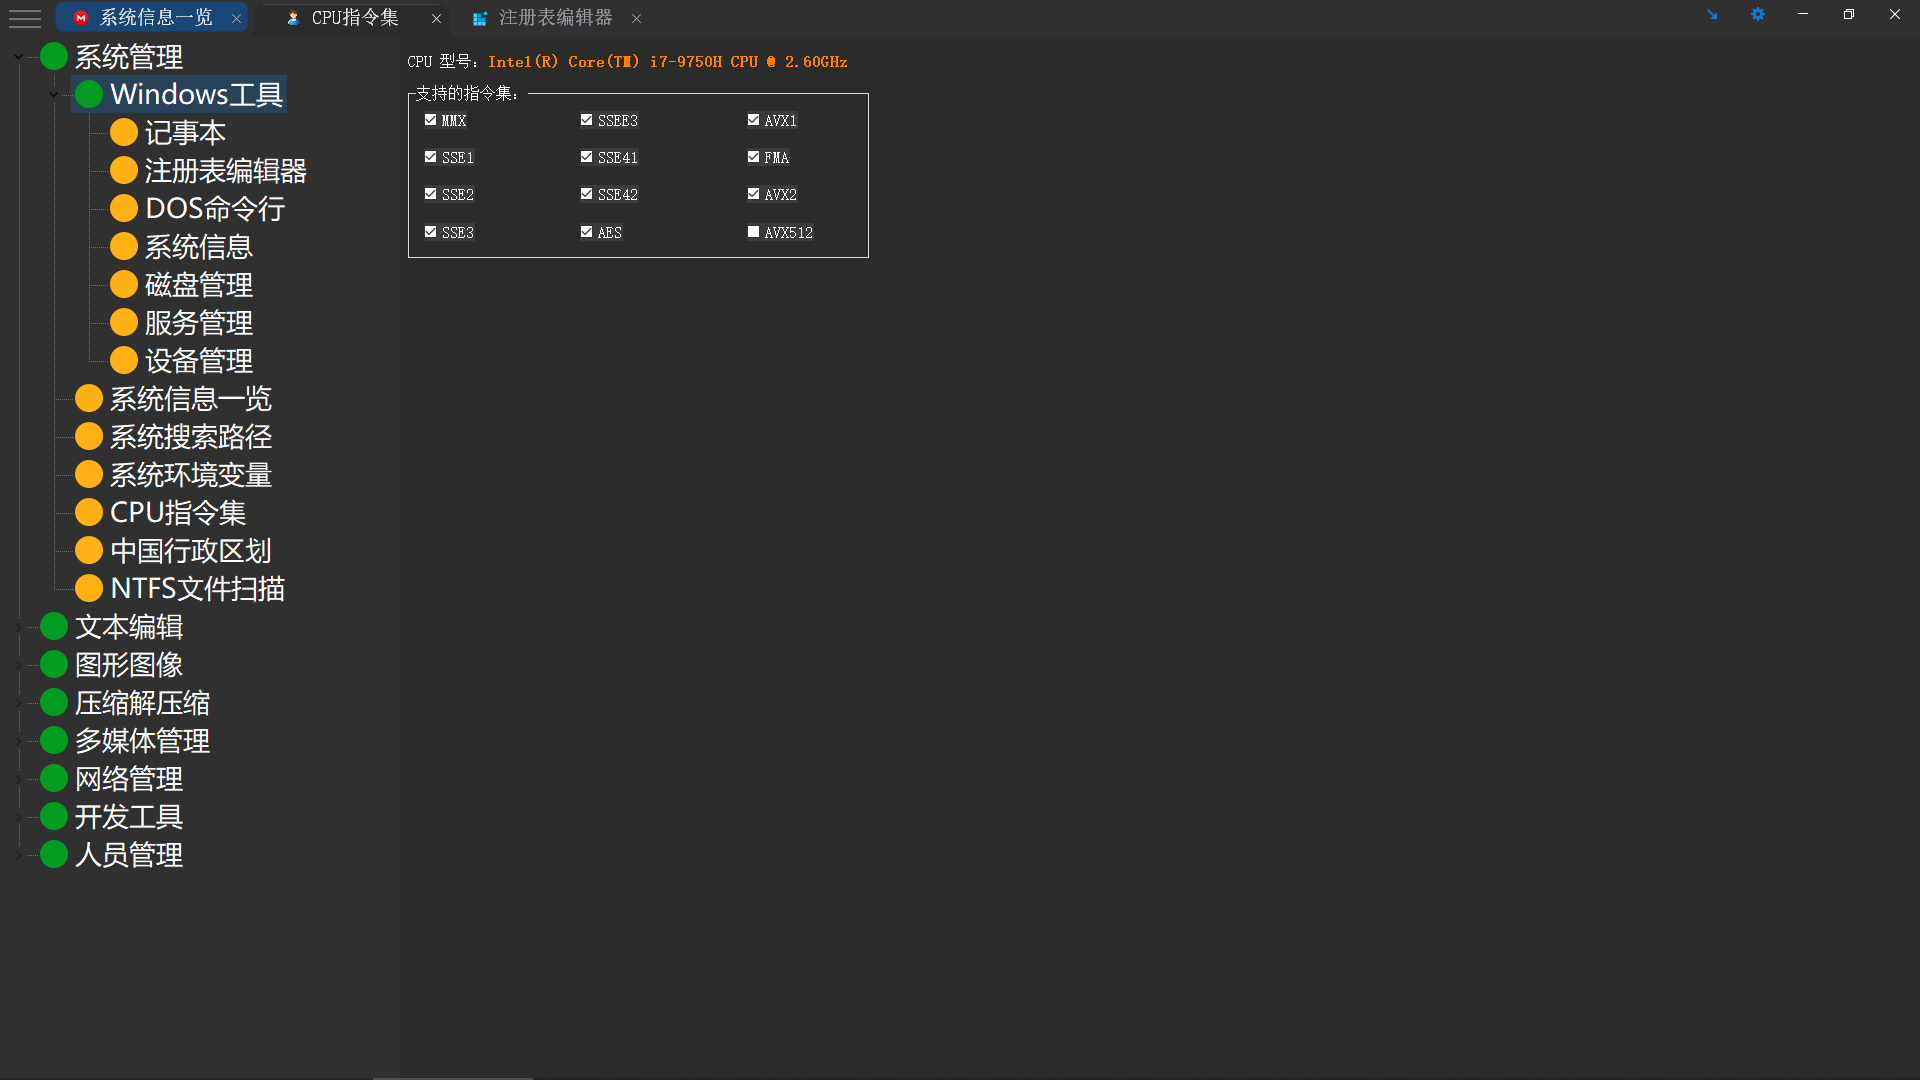 系统信息一览
CPU指令集
注册表编辑器
系统管理
Windows工具
记事本
注册表编辑器
DOS命令行
系统信息
磁盘管理
服务管理
设备管理
系统信息一览
系统搜索路径
系统环境变量
CPU指令集
中国行政区划
NTFS文件扫描
文本编辑
图形图像
压缩解压缩
多媒体管理
网络管理
开发工具
人员管理
CPU 型号: Intel(R) Core(TM) i7-9750H CPU @ 2.60GHz
支持的指令集:
MMX SSEE3 AVX1
SSE1 SSE41 FMA
SSE2 SSE42 AVX2
SSE3 AES AVX512